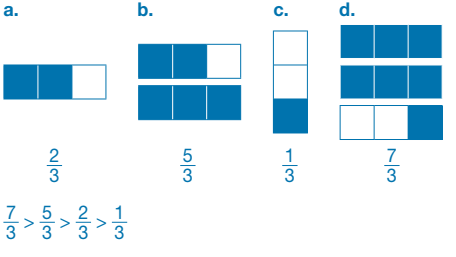 a. b. c. d.
2/3 5/3 1/3 7/3
7/3 > 5/3 > 2/3 > 1/3